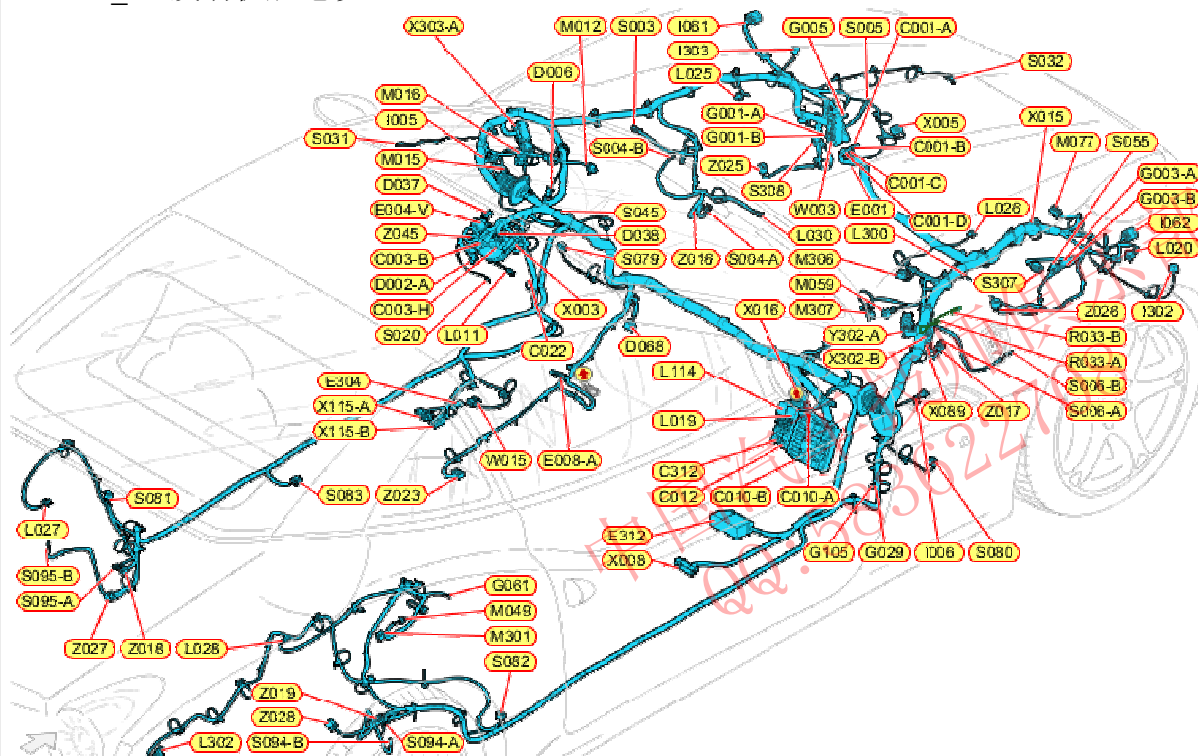 X303-A
M012
S003
I061
G005
S005
C001-A
I303
S032
D006
L025
M016
G001-A
X015
I005
X005
G001-B
S031
M077
S055
S004-B
C001-B
M015
Z025
G003-A
D037
S308
C001-C
G003-B
E004-V
S045
W003
E001
C001-D
L026
I062
Z045
D038
L030
L300
L020
C003-B
S079
Z016
S004-A
M306
D002-A
S307
M059
C003-H
X003
X016
M307
Z026
I302
S020
L011
Y302-A
R033-B
C022
D068
X302-B
R033-A
L114
E304
S006-B
X115-A
X089
Z017
S006-A
L019
X115-B
W015
E008-A
C312
S081
S083
Z023
C012
C010-B
C010-A
L027
E312
G105
G029
I006
S080
X008
S095-B
G061
S095-A
M049
M301
Z027
Z018
L028
S082
Z019
Z028
L302
S094-B
S094-A